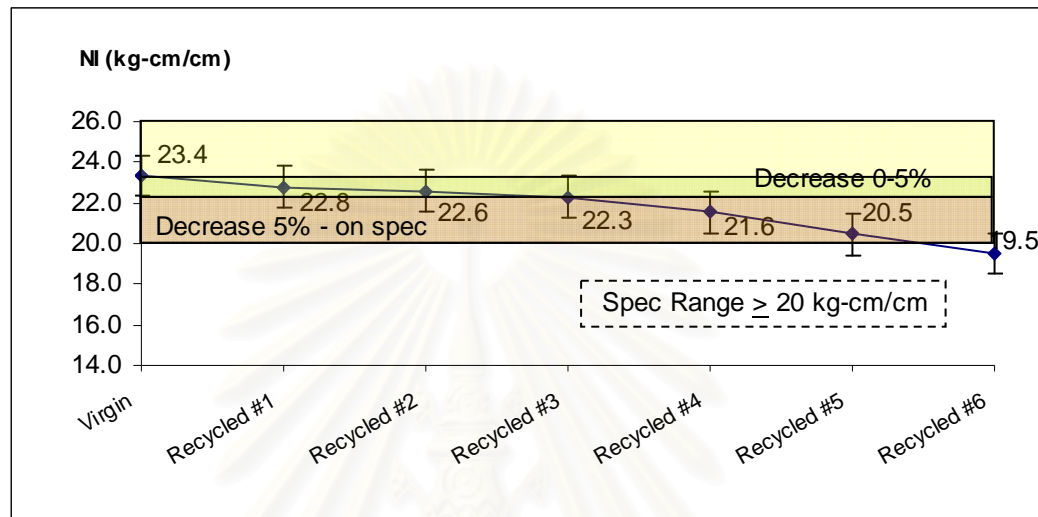 NI (kg-cm/cm)
26.0
24.0
22.0
20.0
18.0
16.0
14.0
23.4
22.8
22.6
22.3
21.6
20.5
9.5
Decrease 0-5%
Decrease 5% - on spec
Spec Range ≥ 20 kg-cm/cm
Virgin
Recycled #1
Recycled #2
Recycled #3
Recycled #4
Recycled #5
Recycled #6